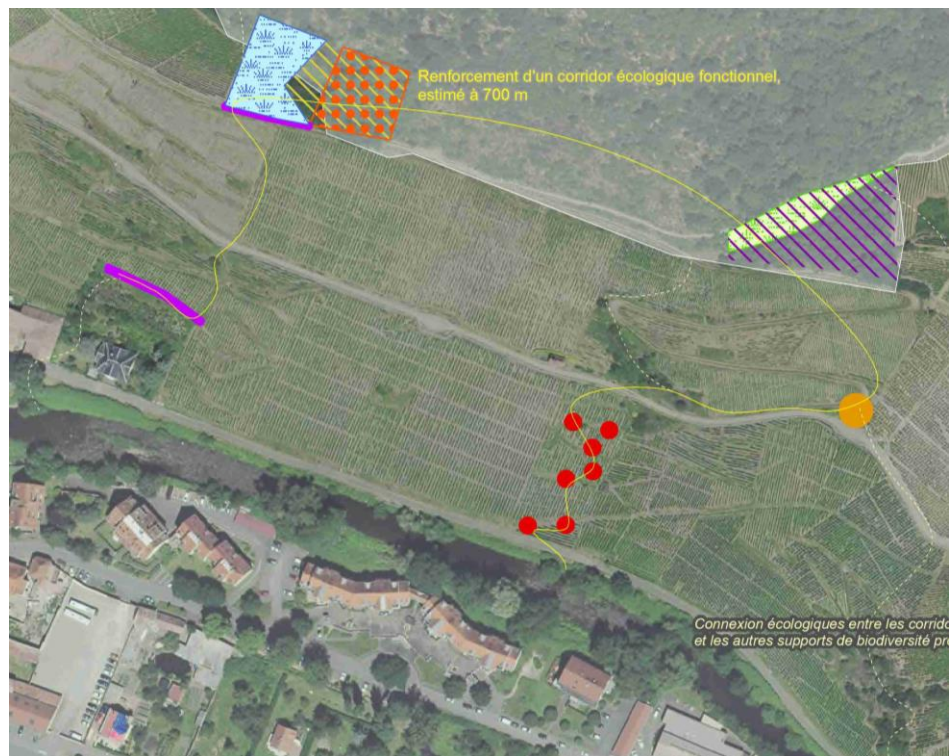 Renforcement d'un corridor écologique fonctionnel,
estimé à 700 m
Connexion écologiques entre les corrido
et les autres supports de biodiversité pr